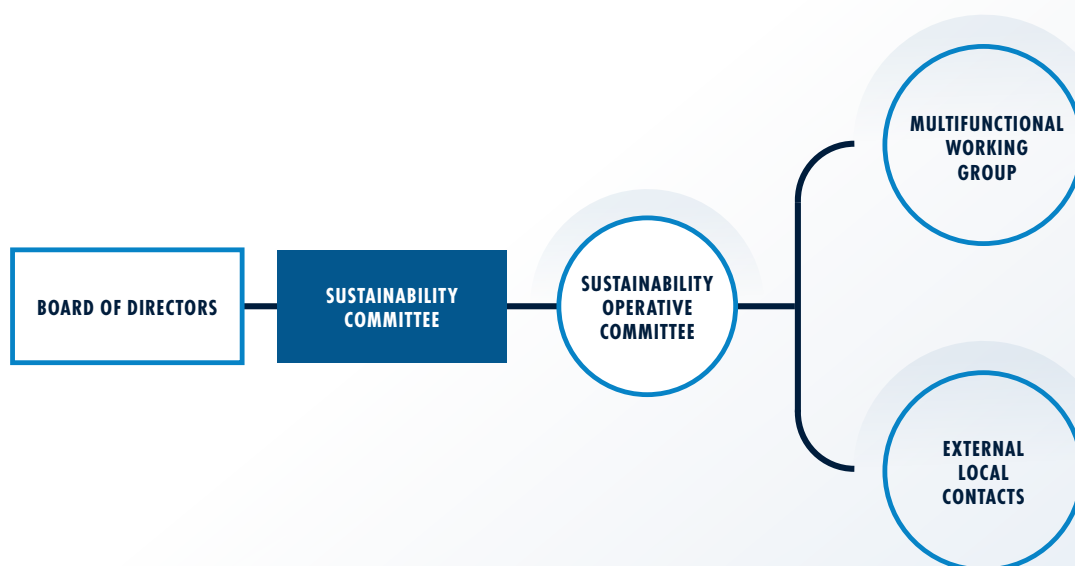 BOARD OF DIRECTORS
SUSTAINABILITY
COMMITTEE
SUSTAINABILITY
OPERATIVE
COMMITTEE
MULTIFUNCTIONAL
WORKING
GROUP
EXTERNAL
LOCAL
CONTACTS